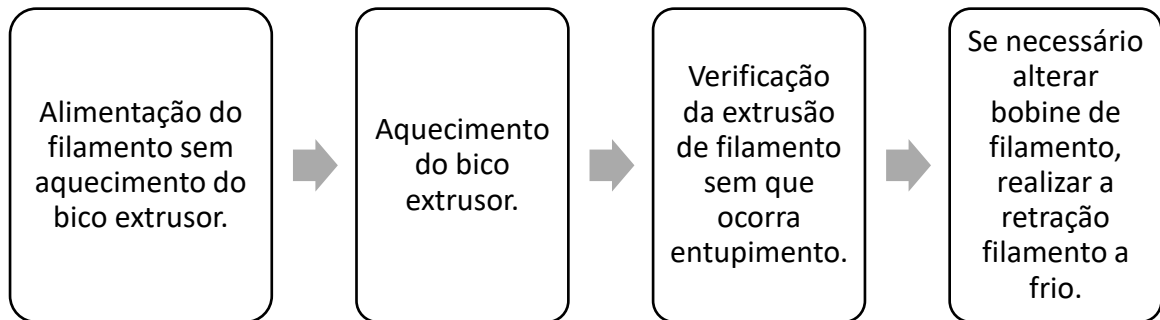 Alimentação do
filamento sem
aquecimento do
bico extrusor.
Aquecimento
do bico
extrusor.
Verificação
da extrusão
de filamento
sem que
ocorra
entupimento.
Se necessário
alterar
bobine de
filamento,
realizar a
retração
filamento a
frio.